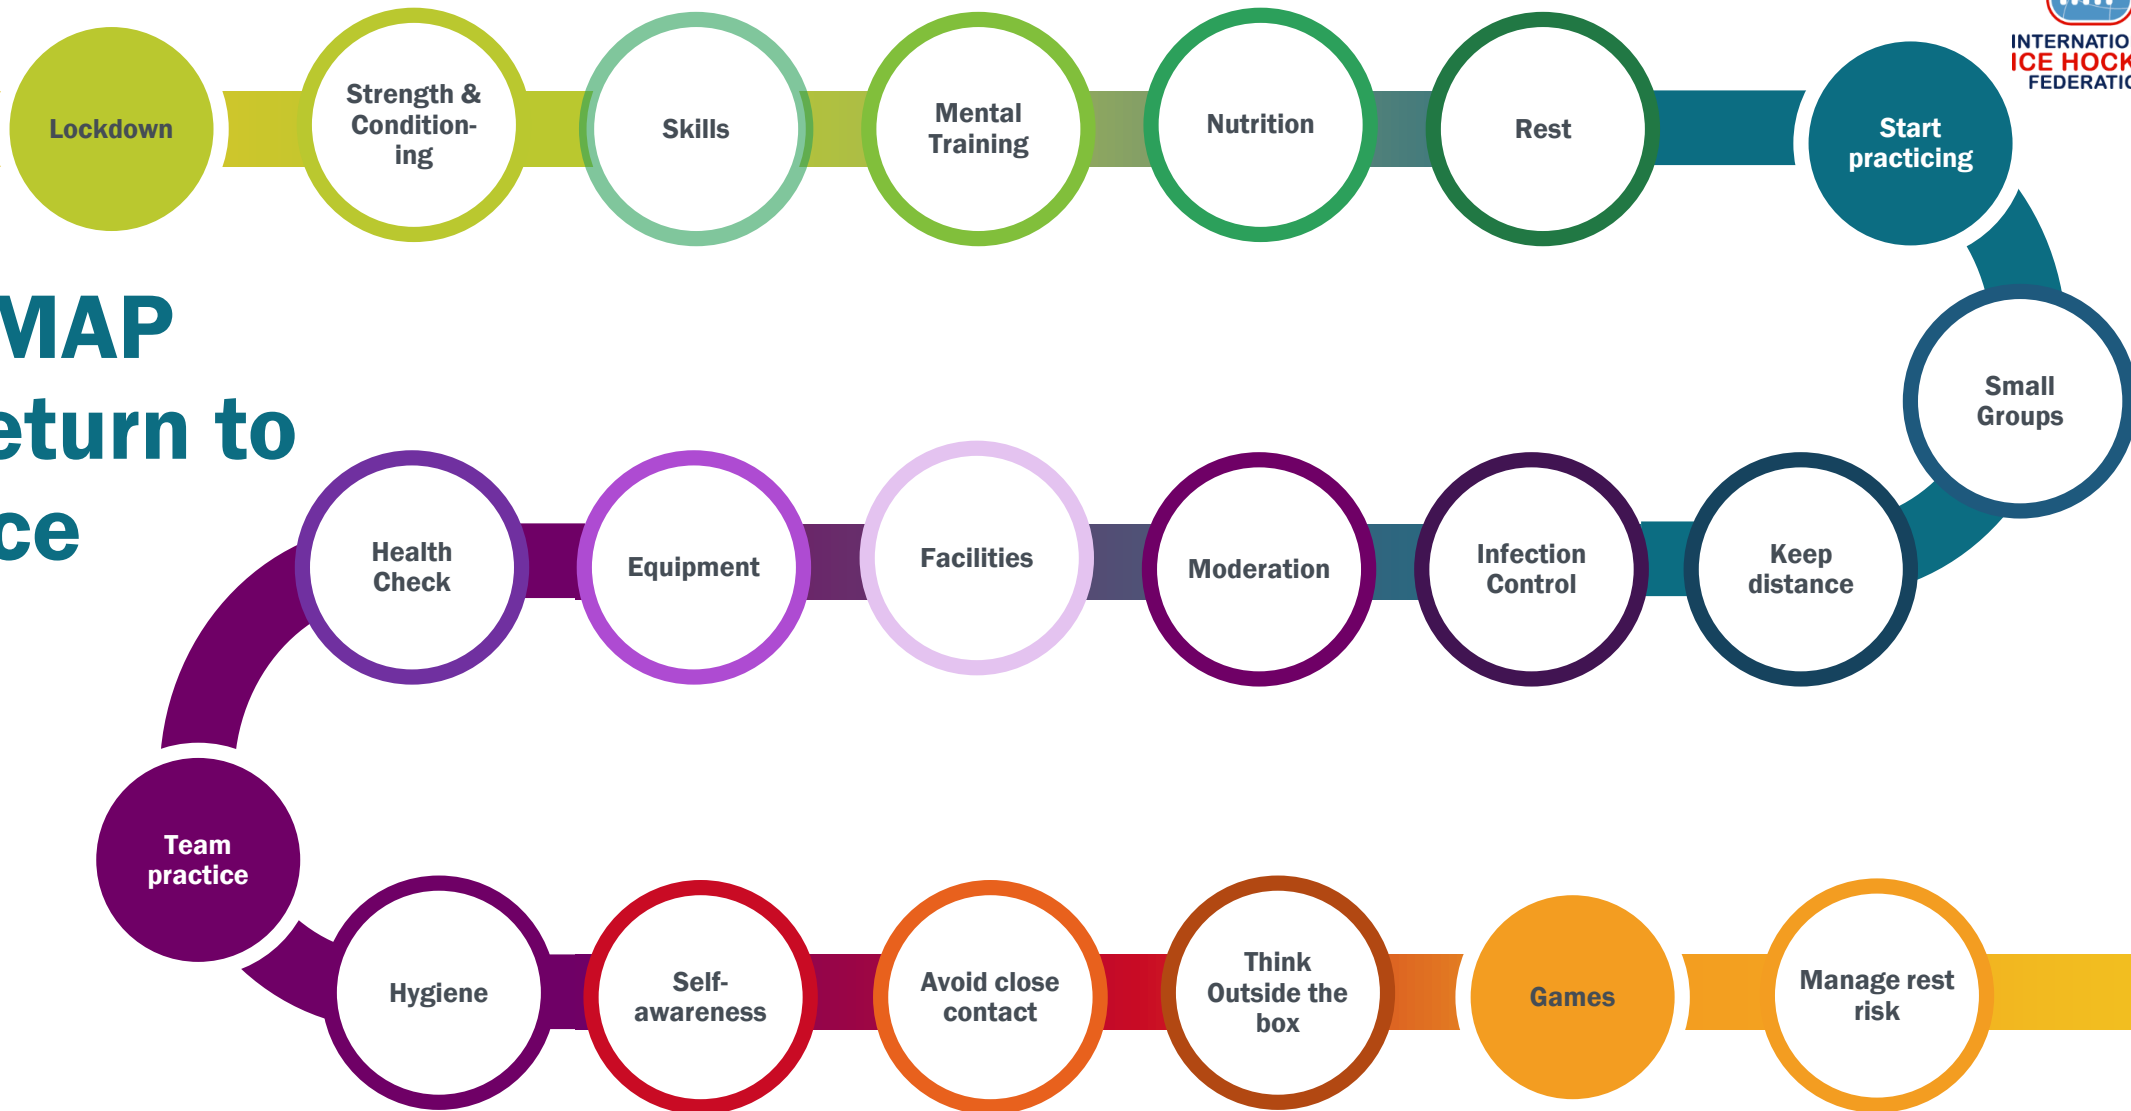 INTERNATIO
ICE HOCK
FEDERATIO
Lockdown
Strength &
Condition-
ing
Skills
Mental
Training
Nutrition
Rest
Start
practicing
MAP
eturn to
ce
Small
Groups
Keep
distance
Infection
Control
Moderation
Facilities
Equipment
Health
Check
Team
practice
Hygiene
Self-
awareness
Avoid close
contact
Think
Outside the
box
Games
Manage rest
risk